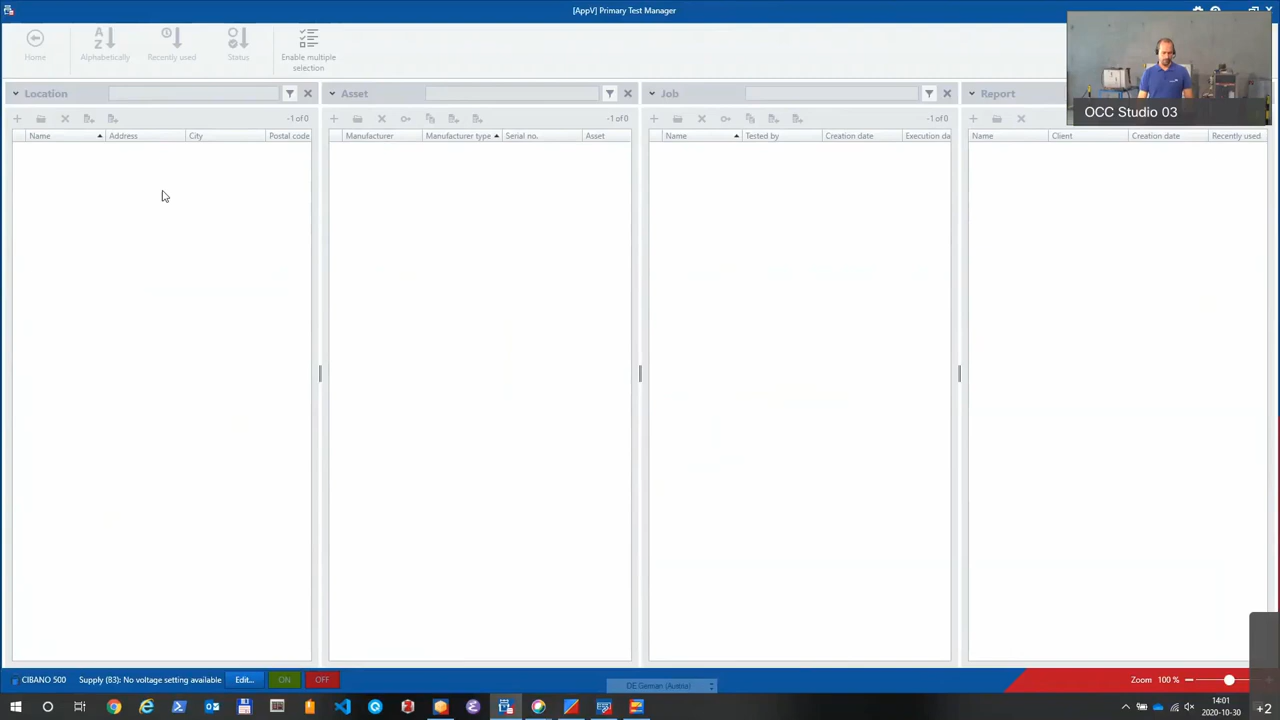 [AppV] Primary Test Manager
Home
Alphabetically
Recently used
Status
Enable multiple
selection
OCC Studio 03
Location
Asset
Job
Report
-1 of 0
-1 of 0
-1 of 0
Name Address City Postal code
Manufacturer Manufacturer type Serial no. Asset
Name Tested by Creation date Execution da
Name Client Creation date Recently used
CIBANO 500 Supply (B3): No voltage setting available Edit... ON OFF
DE German (Austria)
Zoom 100 %
14:01
2020-10-30
+2